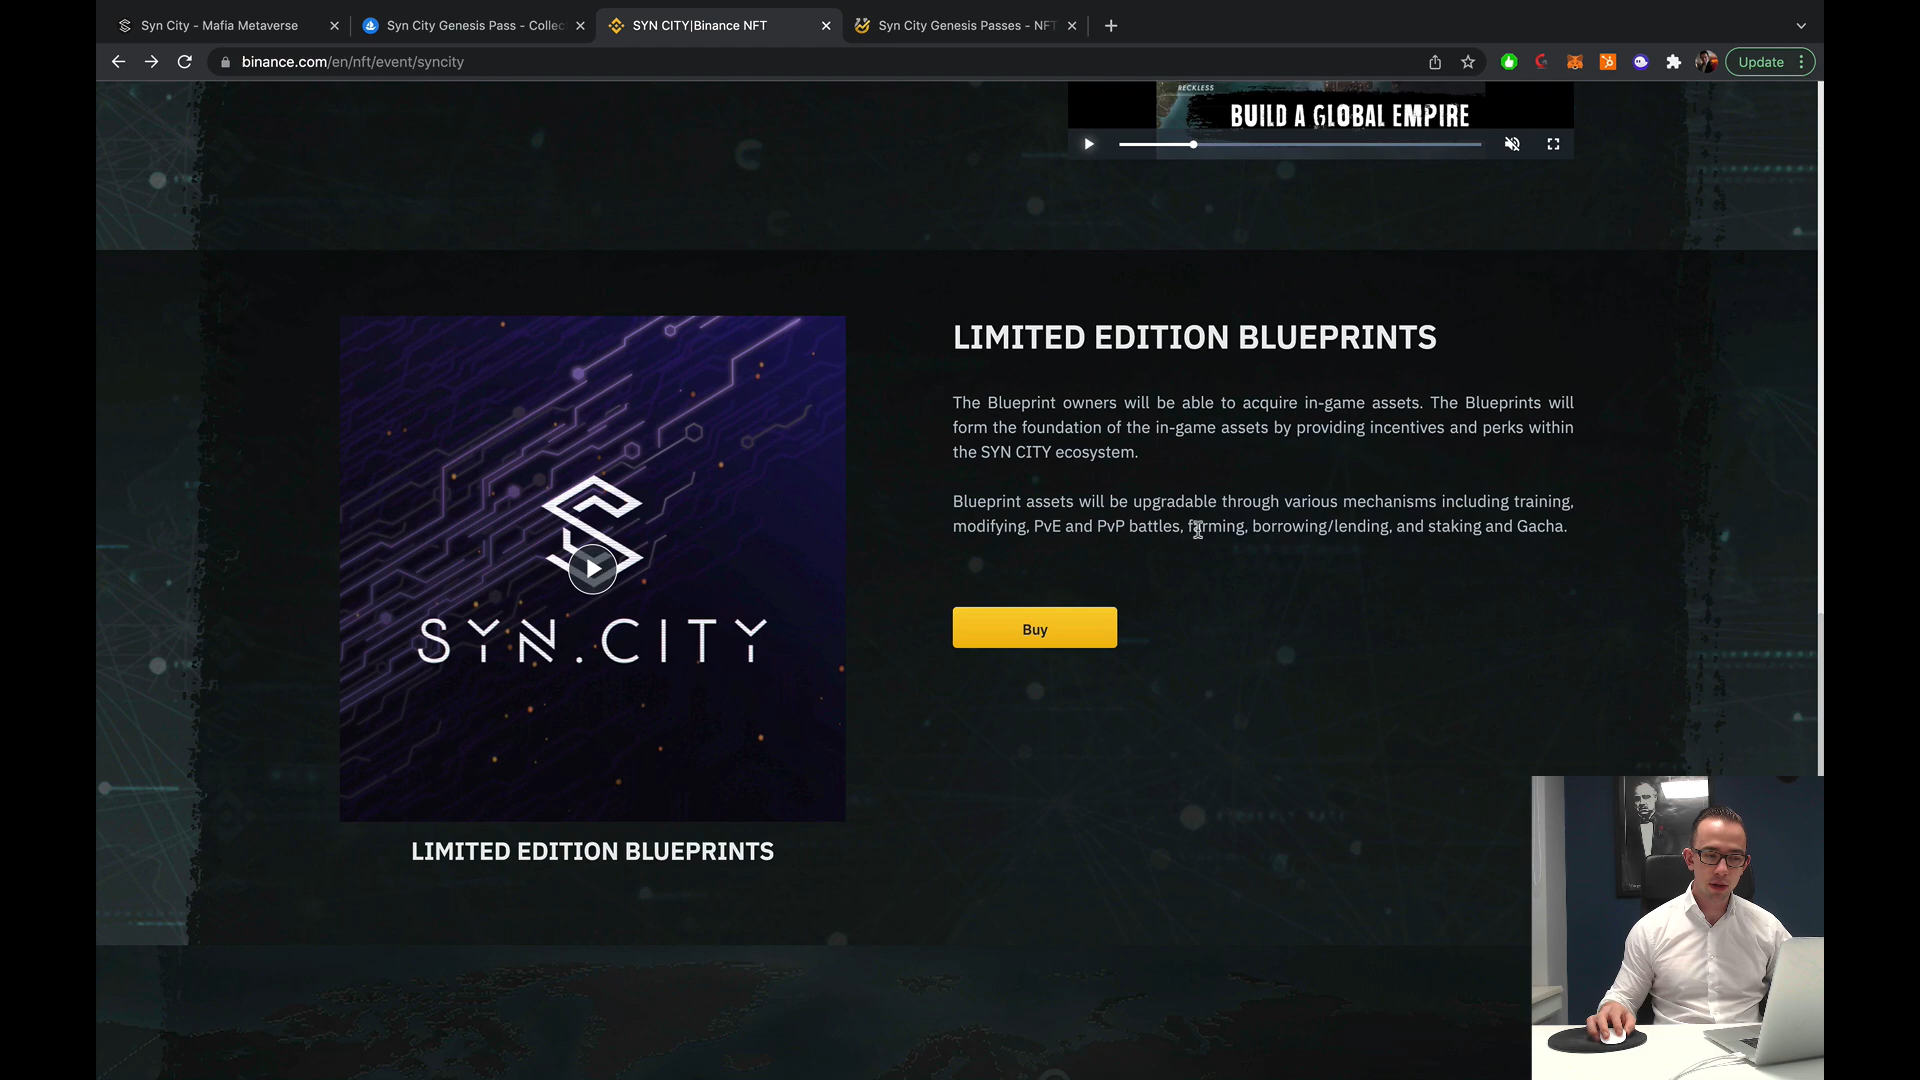 Syn City - Mafia Metaverse
Syn City Genesis Pass - Collec
SYN CITY|Binance NFT
Syn City Genesis Passes - NFT
binance.com/en/nft/event/syncity
Update
RECKLESS
BUILD A GLOBAL EMPIRE
LIMITED EDITION BLUEPRINTS
The Blueprint owners will be able to acquire in-game assets. The Blueprints will
form the foundation of the in-game assets by providing incentives and perks within
the SYN CITY ecosystem.
Blueprint assets will be upgradable through various mechanisms including training,
modifying, PvE and PvP battles, farming, borrowing/lending, and staking and Gacha.
Buy
SYN.CITY
LIMITED EDITION BLUEPRINTS